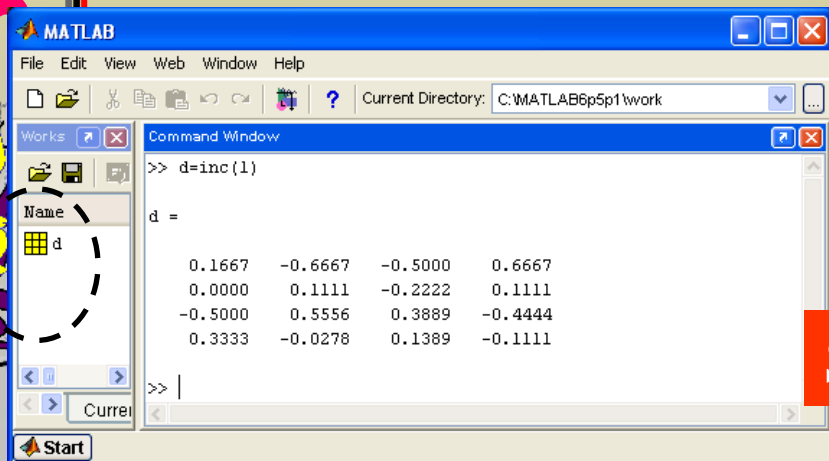 MATLAB
File Edit View Web Window Help
? Current Directory: C:\MATLAB6p5p1\work ...
Works
Command Window
>> d=inc(1)
Name
d =
d
0.1667 -0.6667 -0.5000 0.6667
0.0000 0.1111 -0.2222 0.1111
-0.5000 0.5556 0.3889 -0.4444
0.3333 -0.0278 0.1389 -0.1111
>>
Currei
Start